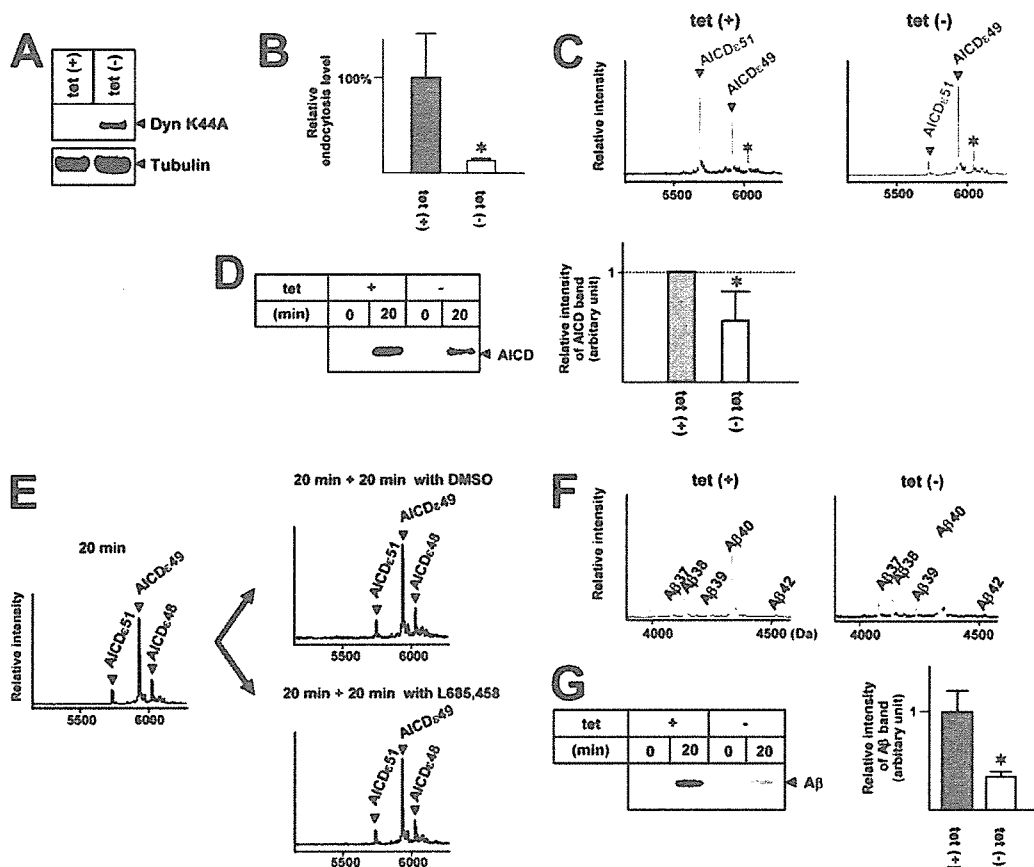 A
tet (+)
tet (-)
Dyn K44A
Tubulin
B
Relative
endocytosis level
100%
*
tet (+)
tet (-)
C
tet (+)
Relative intensity
AICDε51
AICDε49
*
5500
6000
tet (-)
AICDε51
AICDε49
*
5500
6000
D
tet + -
(min) 0 20 0 20
AICD
Relative intensity
of AICD band
(arbitary unit)
1
*
tet (+)
tet (-)
E
20 min
Relative intensity
AICDε51
AICDε49
AICDε48
5500
6000
20 min + 20 min with DMSO
AICDε51
AICDε49
AICDε48
5500
6000
20 min + 20 min with L685,458
AICDε51
AICDε49
AICDε48
5500
6000
F
tet (+)
Relative intensity
Aβ37
Aβ38
Aβ39
Aβ40
Aβ42
4000
4500 (Da)
tet (-)
Aβ37
Aβ38
Aβ39
Aβ40
Aβ42
4000
4500
G
tet + -
(min) 0 20 0 20
Aβ
Relative intensity
of Aβ band
(arbitary unit)
1
*
tet (+)
tet (-)